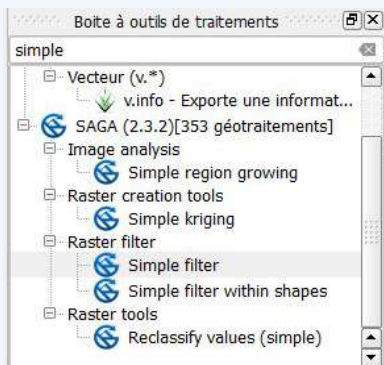 Boite à outils de traitements
simple
Vecteur (v.*)
v.info - Exporte une informat...
SAGA (2.3.2)[353 géotraitements]
Image analysis
Simple region growing
Raster creation tools
Simple kriging
Raster filter
Simple filter
Simple filter within shapes
Raster tools
Reclassify values (simple)